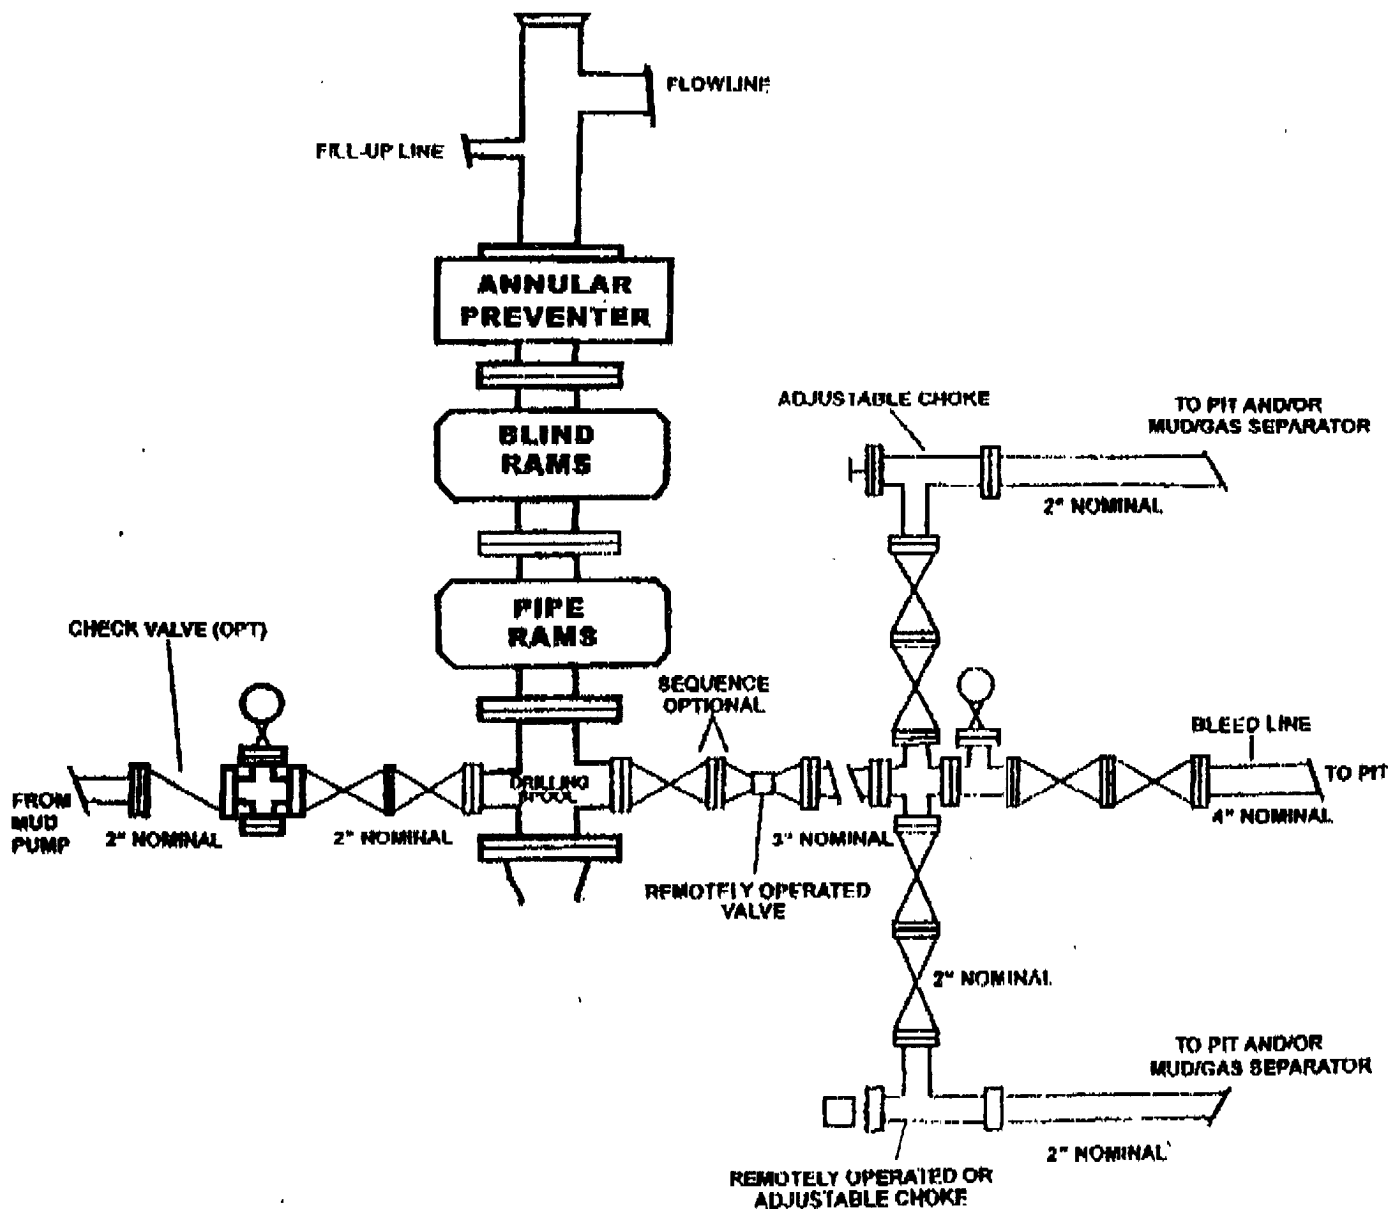 FLOWLINE
FILL-UP LINE
ANNULAR
PREVENTER
BLIND
RAMS
PIPE
RAMS
ADJUSTABLE CHOKE
TO PIT AND/OR
MUD/GAS SEPARATOR
2" NOMINAL
CHECK VALVE (OPT)
SEQUENCE
OPTIONAL
BLEED LINE
TO PIT
4" NOMINAL
DRILLING
SPOOL
FROM
MUD
PUMP
2" NOMINAL
2" NOMINAL
3" NOMINAL
REMOTELY OPERATED
VALVE
2" NOMINAL
TO PIT AND/OR
MUD/GAS SEPARATOR
2" NOMINAL
REMOTELY OPERATED OR
ADJUSTABLE CHOKE